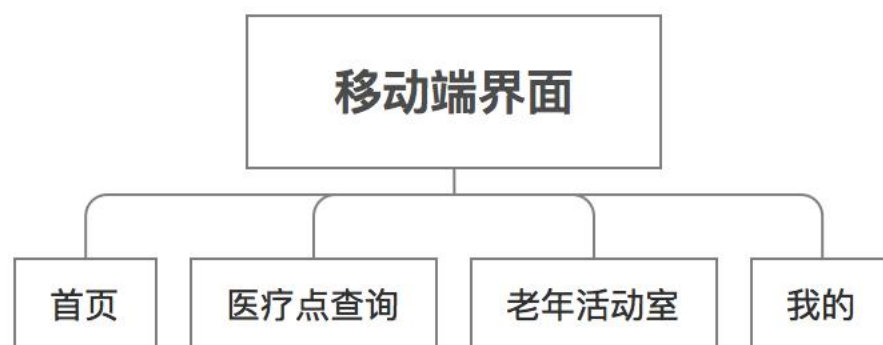 移动端界面
首页
医疗点查询
老年活动室
我的